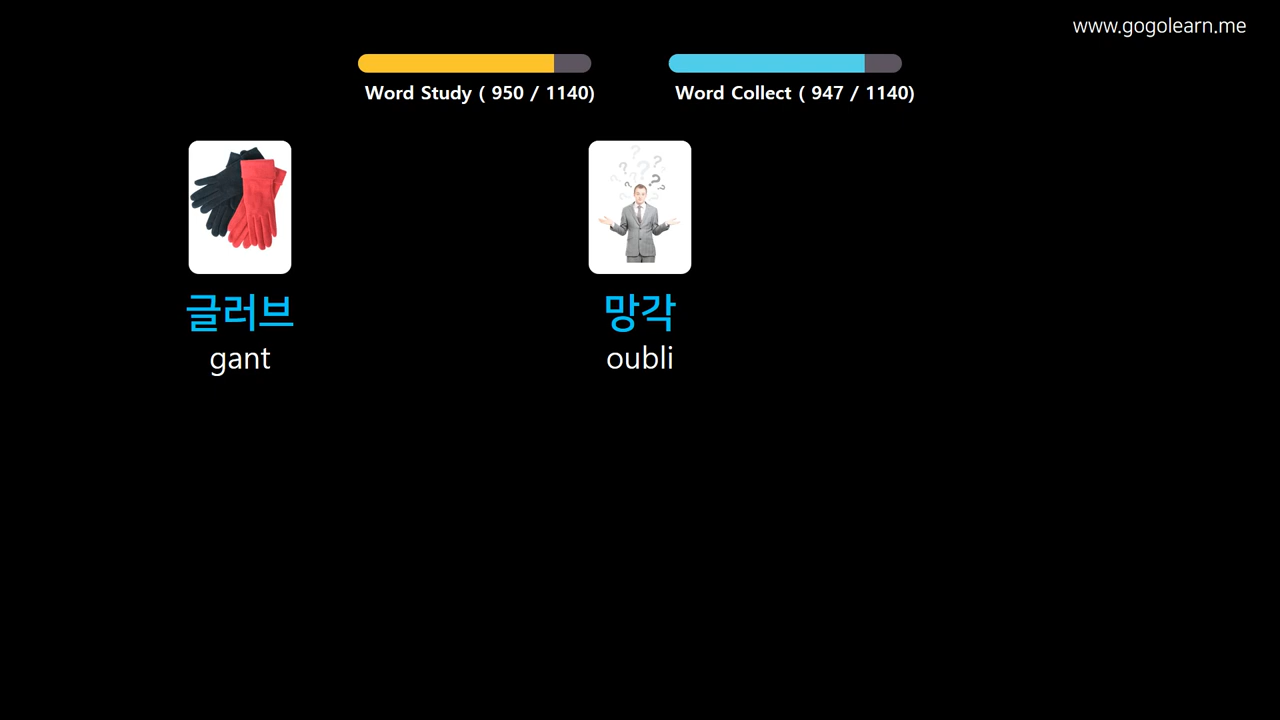 www.gogolearn.me
Word Study ( 950 / 1140)
Word Collect ( 947 / 1140)
글러브
gant
망각
oubli